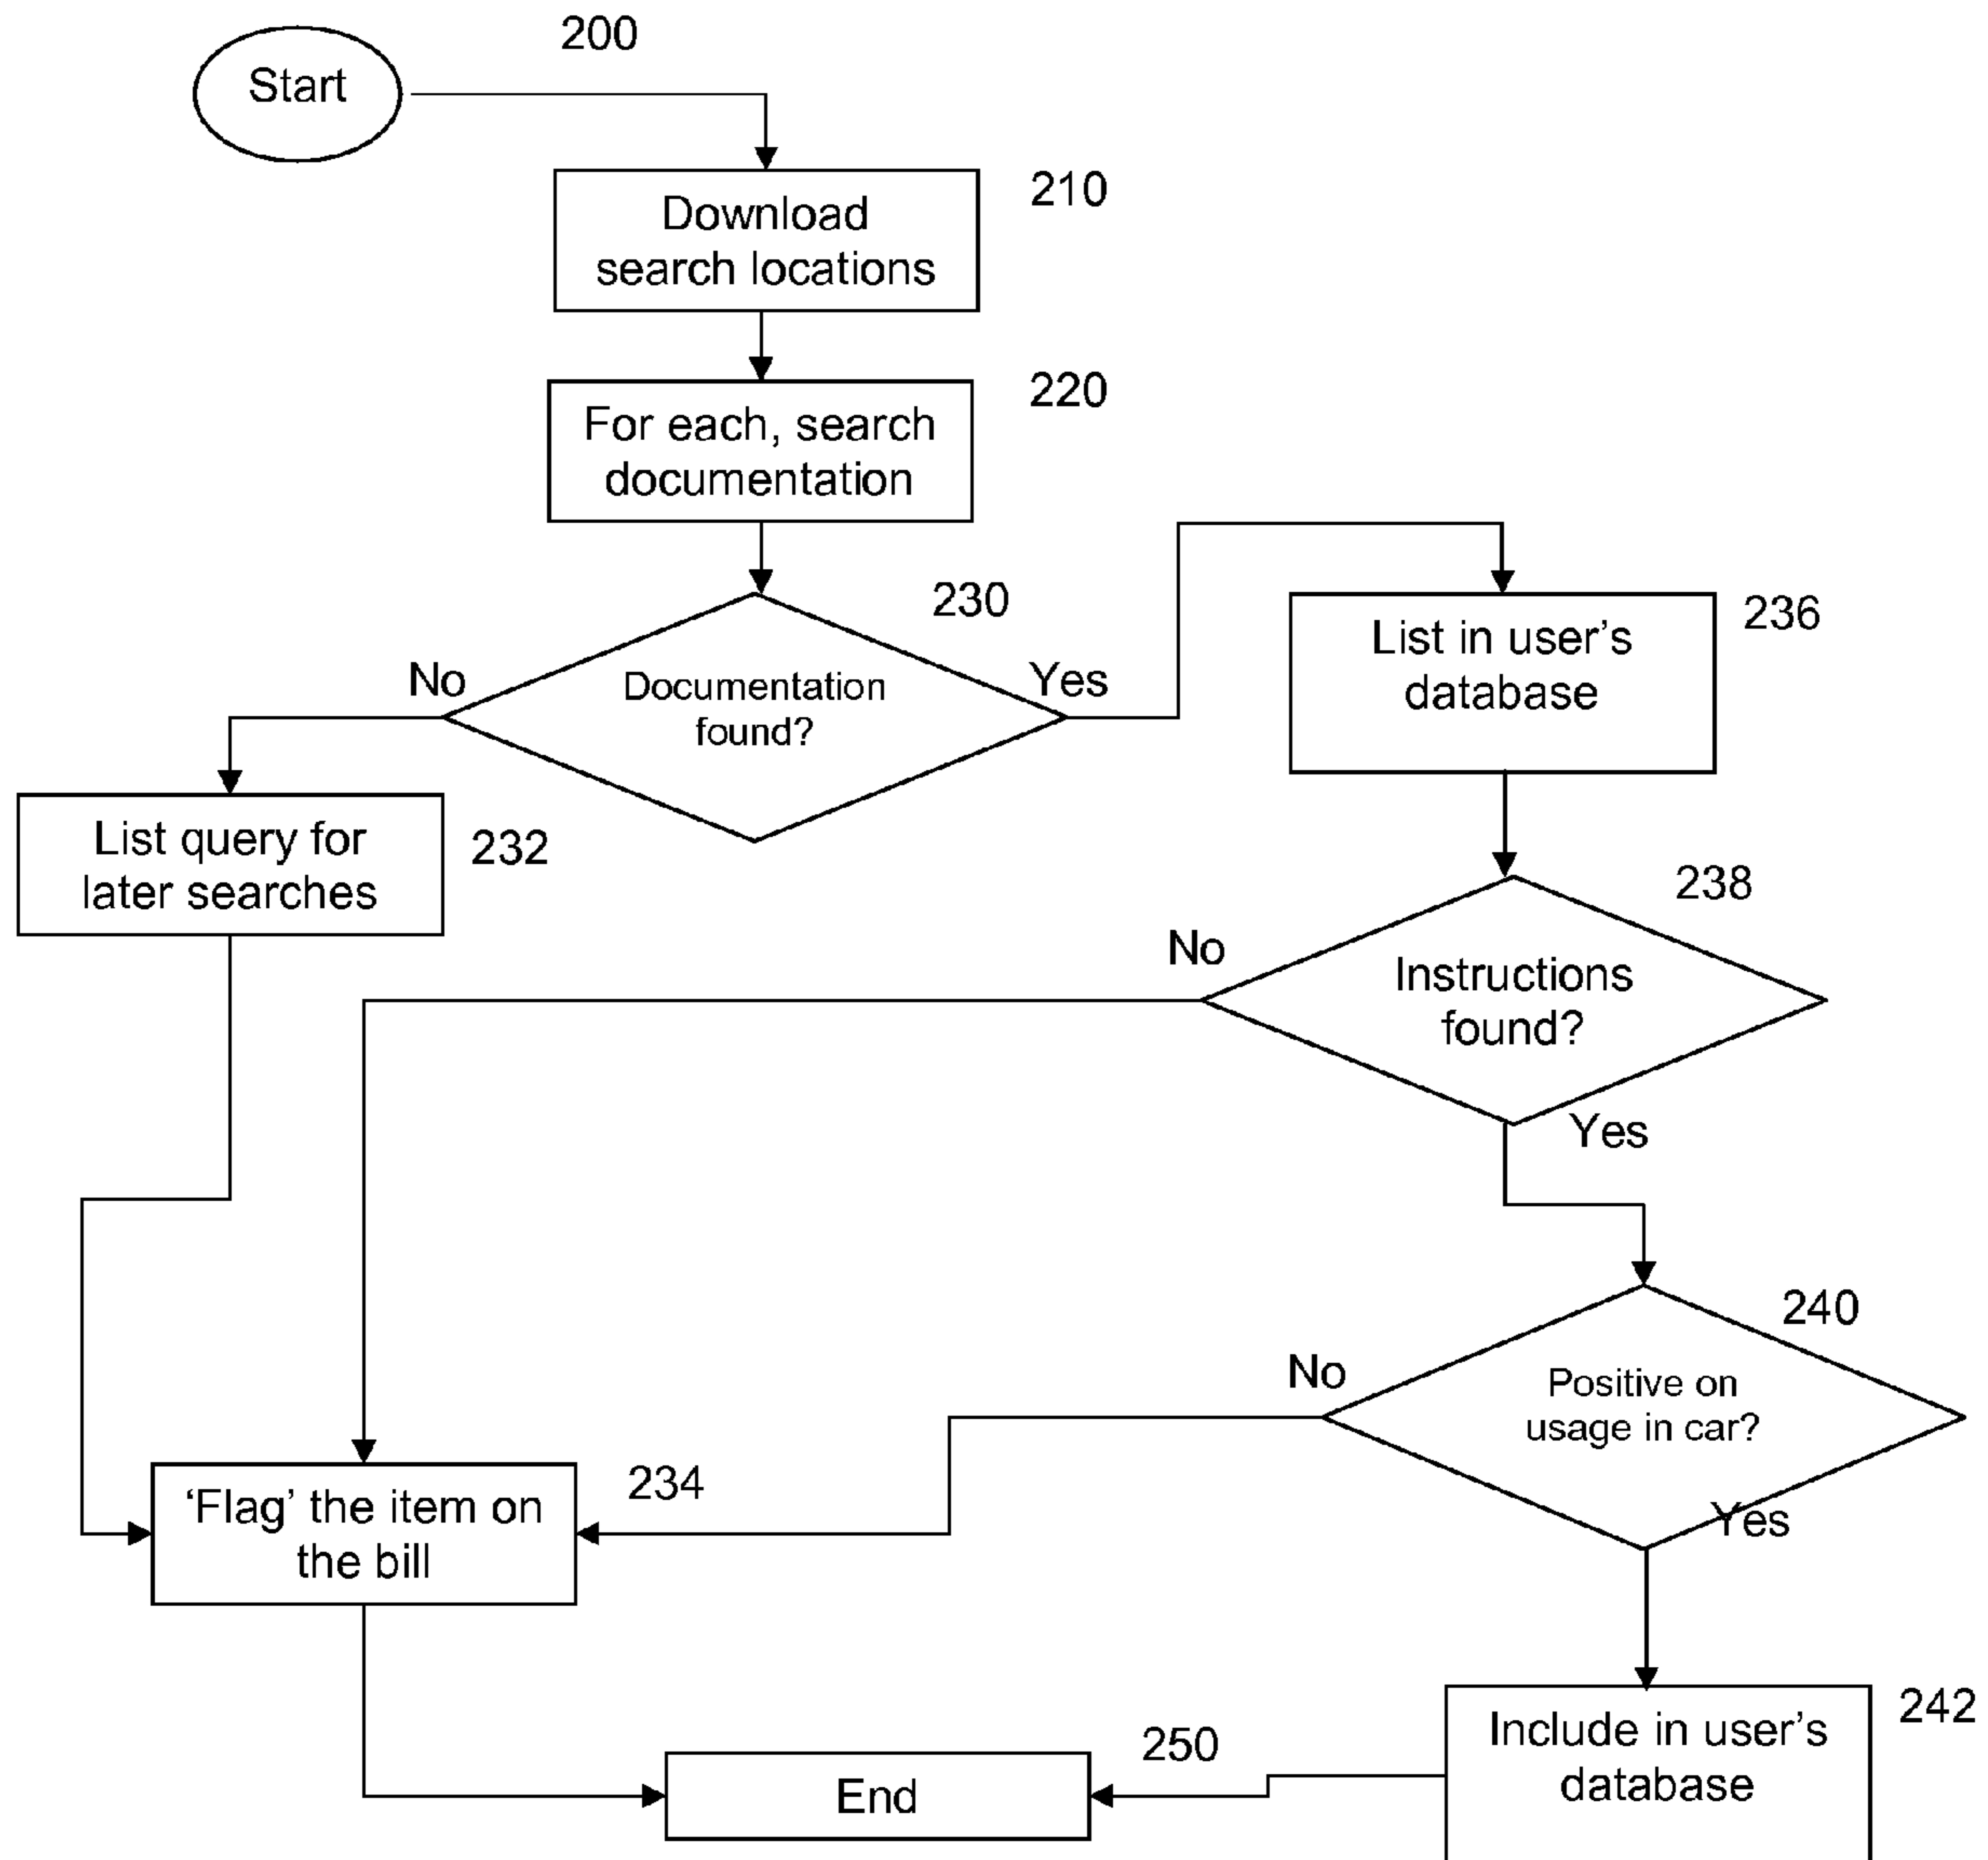 200
Start
210
Download
search locations
220
For each, search
documentation
230
No
Documentation
found?
Yes
236
List in user’s
database
List query for
later searches
232
238
No
Instructions
found?
Yes
240
No
Positive on
usage in car?
Yes
234
‘Flag’ the item on
the bill
242
Include in user’s
database
250
End